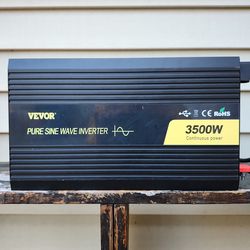 VEVOR
CE RoHS
PURE SINE WAVE INVERTER
3500W
Continuous power